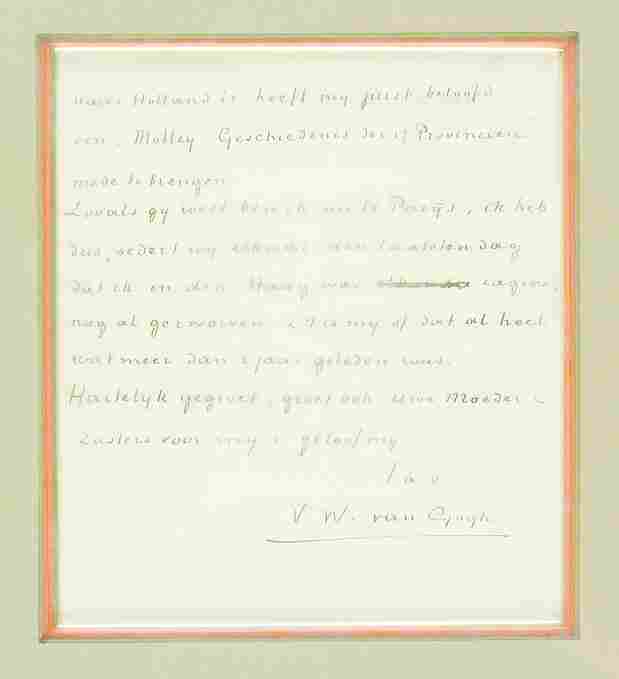 naar Holland is heeft my juist beloofd
een Motley Geschiedenis der 17 Provincien
mede te brengen
Zooals gy weet ben ik nu te Parijs, ik heb
dus, sedert wy elkander den laatsten dag
dat ik in den Haag was zagen,
nog al gezworven. Het is my of dat al heel
wat meer dan 2 jaar geleden was.
Hartelyk gegroet, groet ook uwe Moeder &
Zusters voor my & geloof my
t. a. v.
V. W. van Gogh